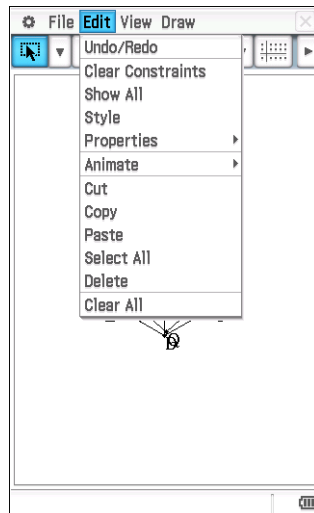 File Edit View Draw
Undo/Redo
Clear Constraints
Show All
Style
Properties
Animate
Cut
Copy
Paste
Select All
Delete
Clear All